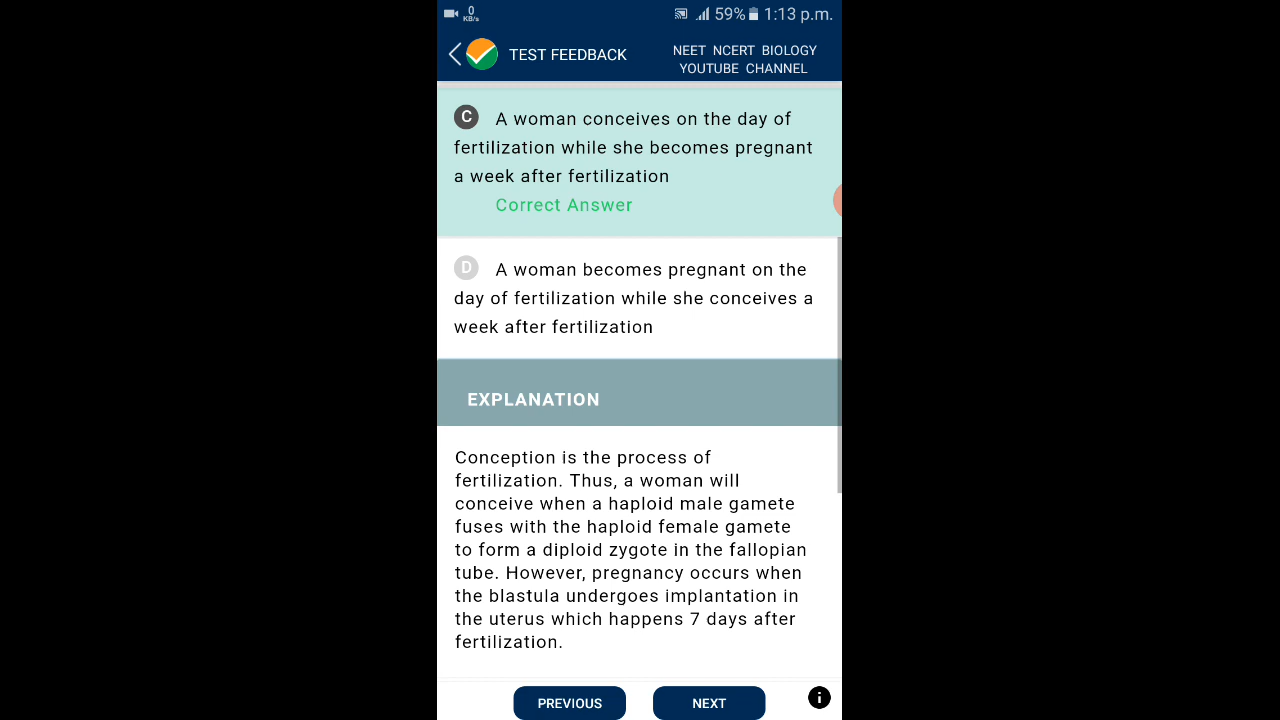 0
KB/s
59% 1:13 p.m.
TEST FEEDBACK
NEET NCERT BIOLOGY
YOUTUBE CHANNEL
C A woman conceives on the day of
fertilization while she becomes pregnant
a week after fertilization
Correct Answer
D A woman becomes pregnant on the
day of fertilization while she conceives a
week after fertilization
EXPLANATION
Conception is the process of
fertilization. Thus, a woman will
conceive when a haploid male gamete
fuses with the haploid female gamete
to form a diploid zygote in the fallopian
tube. However, pregnancy occurs when
the blastula undergoes implantation in
the uterus which happens 7 days after
fertilization.
PREVIOUS
NEXT
i